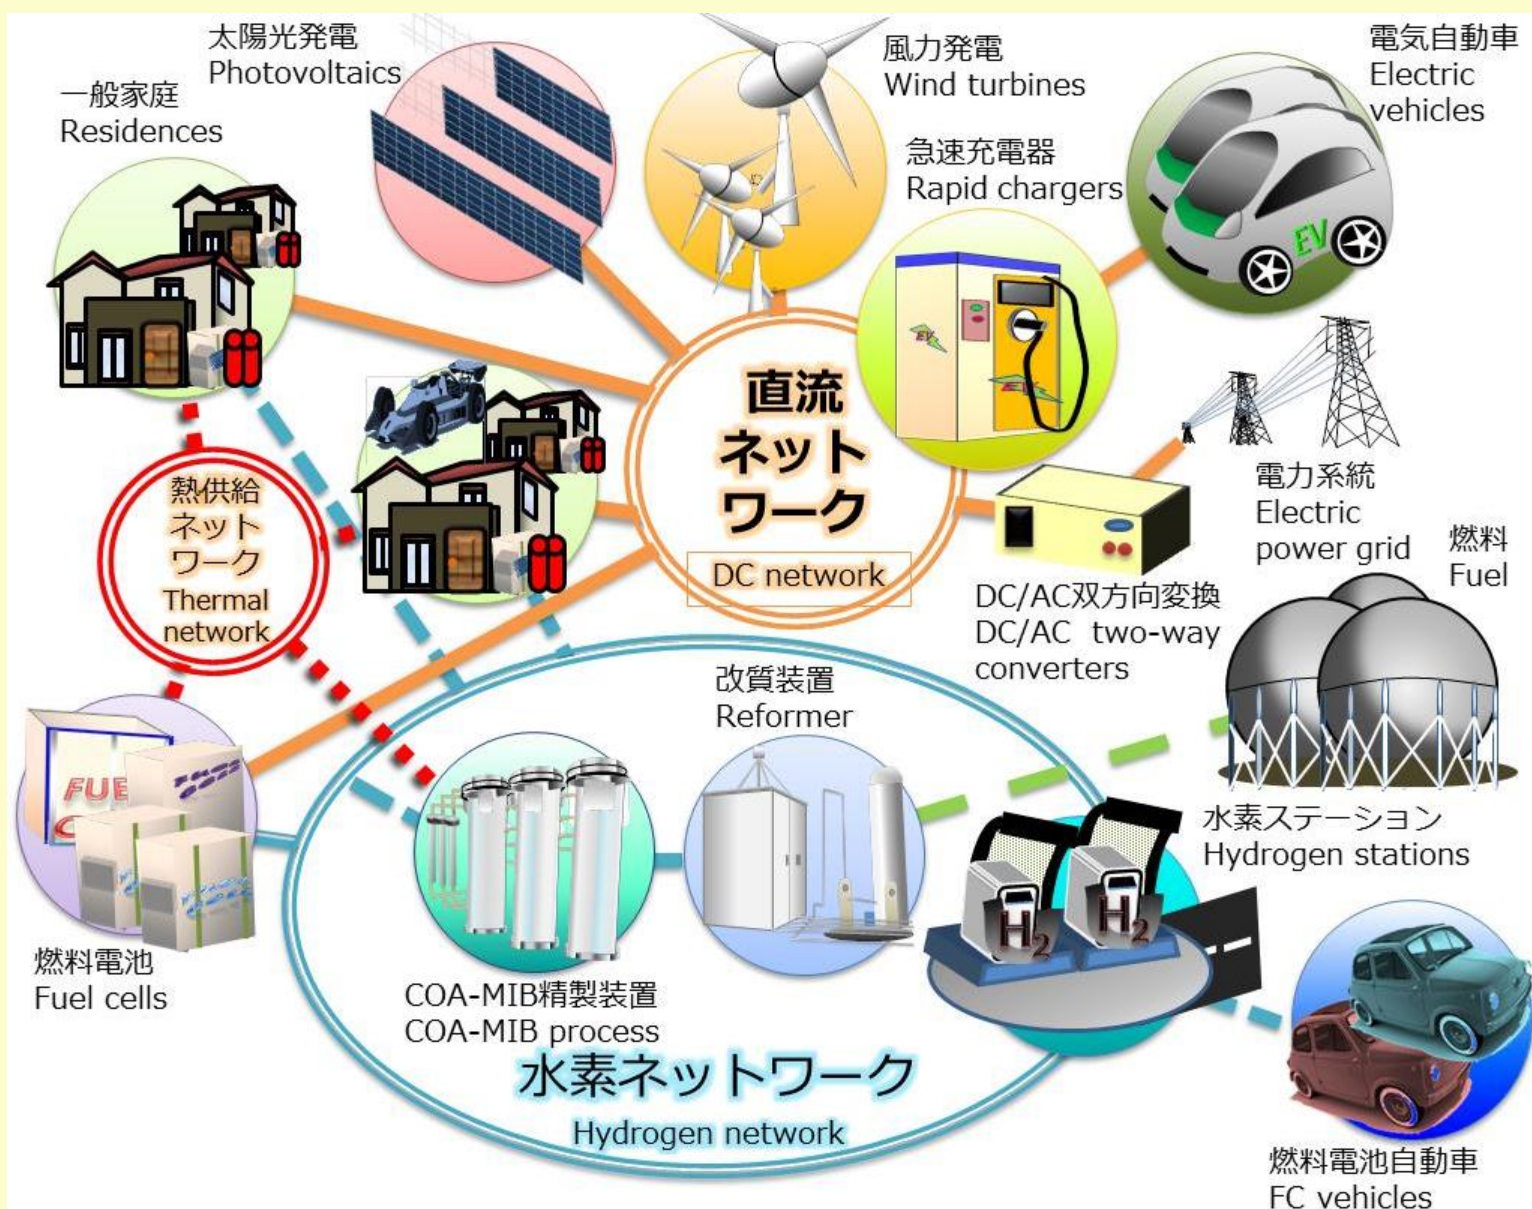 太陽光発電
Photovoltaics
風力発電
Wind turbines
電気自動車
Electric
vehicles
一般家庭
Residences
急速充電器
Rapid chargers
EV
EV
EV
直流
ネット
ワーク
DC network
熱供給
ネット
ワーク
Thermal
network
電力系統
Electric
power grid
燃料
Fuel
DC/AC双方向変換
DC/AC two-way
converters
改質装置
Reformer
水素ステーション
Hydrogen stations
H2
H2
燃料電池
Fuel cells
COA-MIB精製装置
COA-MIB process
水素ネットワーク
Hydrogen network
燃料電池自動車
FC vehicles